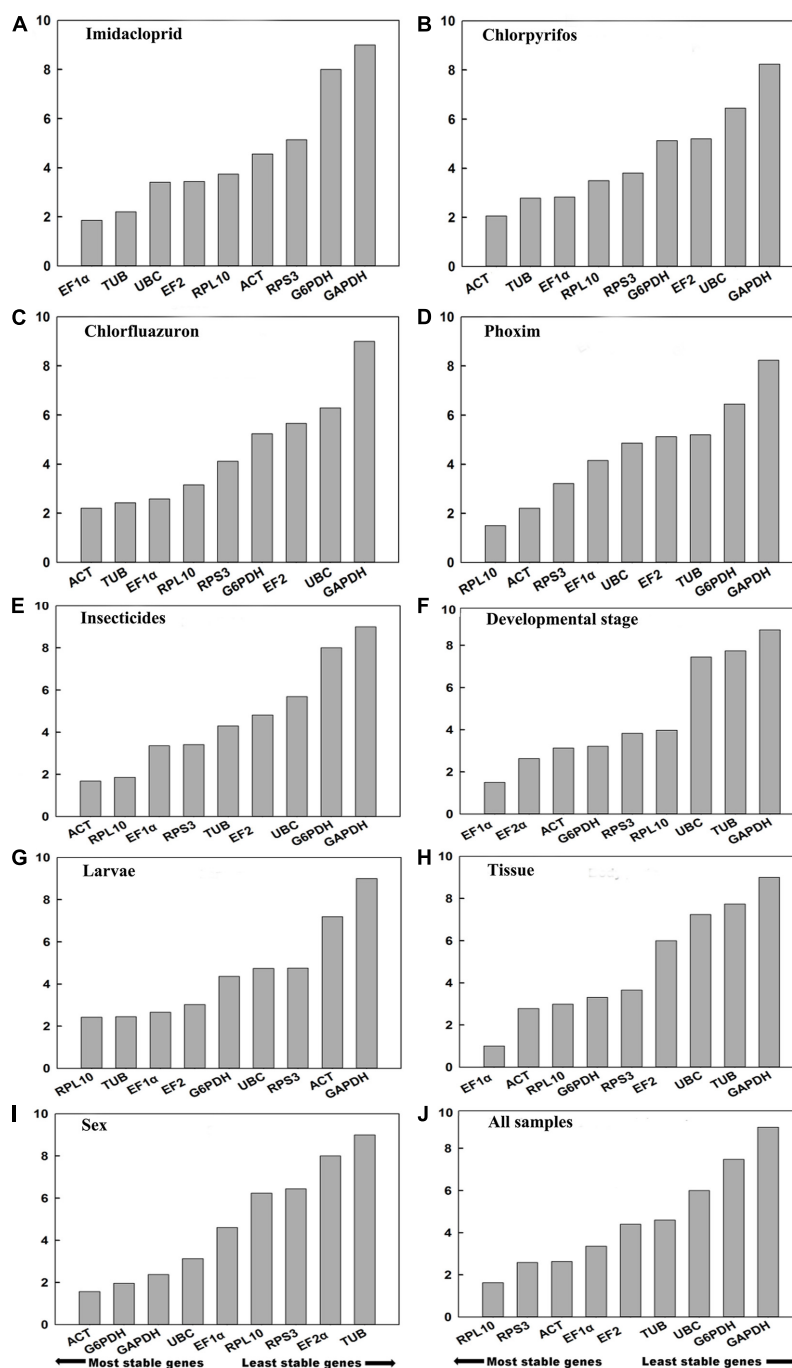 A
Imidacloprid
10
8
6
4
2
0
EF1α TUB UBC EF2 RPL10 ACT RPS3 G6PDH GAPDH
B
Chlorpyrifos
10
8
6
4
2
0
ACT TUB EF1α RPL10 RPS3 G6PDH EF2 UBC GAPDH
C
Chlorfluazuron
10
8
6
4
2
0
ACT TUB EF1α RPL10 RPS3 G6PDH EF2 UBC GAPDH
D
Phoxim
10
8
6
4
2
0
RPL10 ACT RPS3 EF1α UBC EF2 TUB G6PDH GAPDH
E
Insecticides
10
8
6
4
2
0
ACT RPL10 EF1α RPS3 TUB EF2 UBC G6PDH GAPDH
F
Developmental stage
10
8
6
4
2
0
EF1α EF2α ACT G6PDH RPS3 RPL10 UBC TUB GAPDH
G
Larvae
10
8
6
4
2
0
RPL10 TUB EF1α EF2 G6PDH UBC RPS3 ACT GAPDH
H
Tissue
10
8
6
4
2
0
EF1α ACT RPL10 G6PDH RPS3 EF2 UBC TUB GAPDH
I
Sex
10
8
6
4
2
0
ACT G6PDH GAPDH UBC EF1α RPL10 RPS3 EF2α TUB
Most stable genes Least stable genes
J
All samples
10
8
6
4
2
0
RPL10 RPS3 ACT EF1α EF2 TUB UBC G6PDH GAPDH
Most stable genes Least stable genes